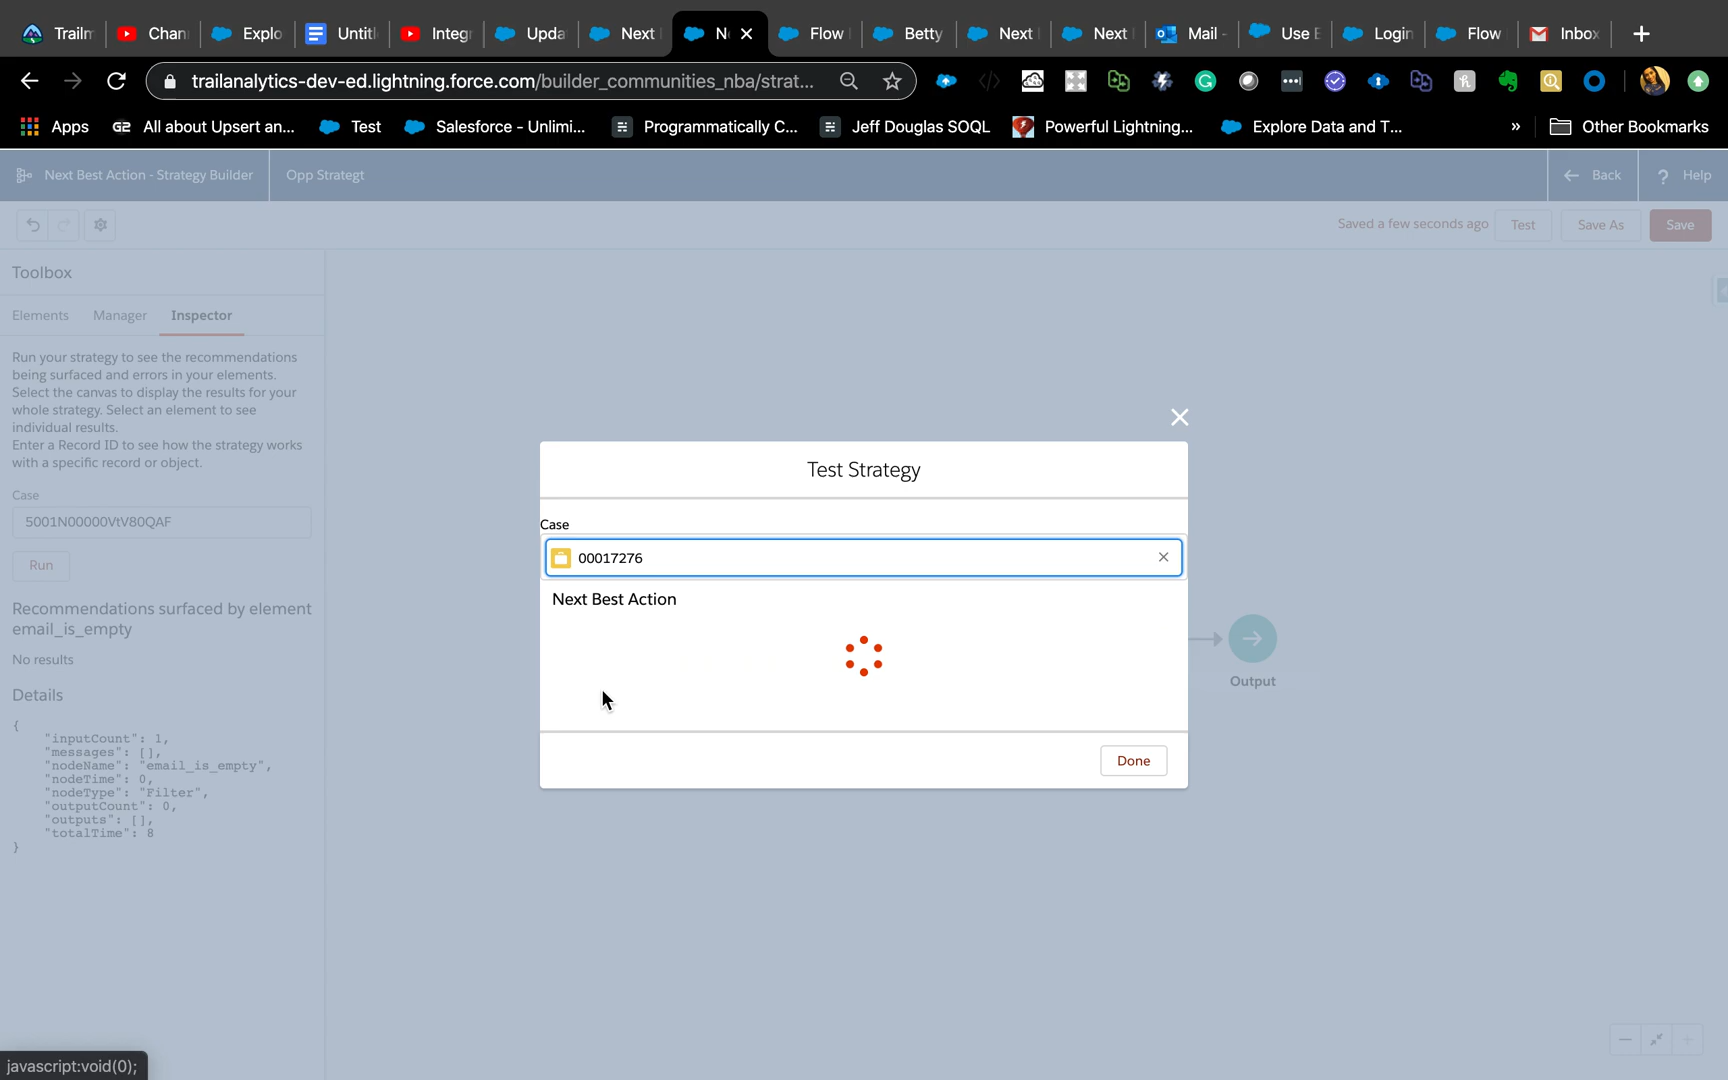 Trailm
Chan
Explo
Untitl
Integr
Updat
Next
N
Flow
Betty
Next
Next
Mail -
Use E
Login
Flow
Inbox
trailanalytics-dev-ed.lightning.force.com/builder_communities_nba/strat...
Apps
G2 All about Upsert an...
Test
Salesforce - Unlimi...
Programmatically C...
Jeff Douglas SOQL
Powerful Lightning...
Explore Data and T...
»
Other Bookmarks
Next Best Action - Strategy Builder
Opp Strategt
Back
? Help
Saved a few seconds ago
Test
Save As
Save
Toolbox
Elements
Manager
Inspector
Run your strategy to see the recommendations
being surfaced and errors in your elements.
Select the canvas to display the results for your
whole strategy. Select an element to see
individual results.
Enter a Record ID to see how the strategy works
with a specific record or object.
Case
5001N00000VtV80QAF
Run
Recommendations surfaced by element
email_is_empty
No results
Details
{
"inputCount": 1,
"messages": [],
"nodeName": "email_is_empty",
"nodeTime": 0,
"nodeType": "Filter",
"outputCount": 0,
"outputs": [],
"totalTime": 8
}
Test Strategy
Case
00017276
Next Best Action
Done
Output
javascript:void(0);